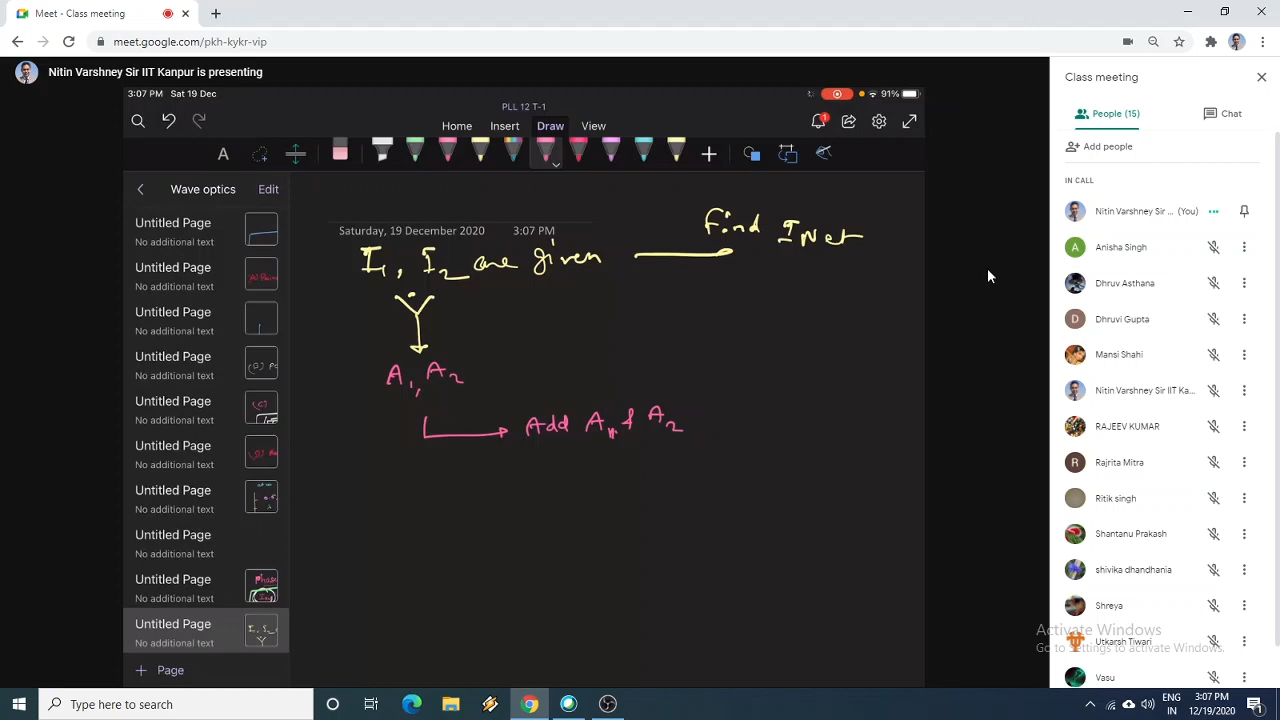 Meet - Class meeting
meet.google.com/pkh-kykr-vip
Nitin Varshney Sir IIT Kanpur is presenting
3:07 PM Sat 19 Dec
91%
PLL 12 T-1
Home Insert Draw View
1
Wave optics Edit
Untitled Page
No additional text
Untitled Page
No additional text
Untitled Page
No additional text
Untitled Page
No additional text
Untitled Page
No additional text
Untitled Page
No additional text
Untitled Page
No additional text
Untitled Page
No additional text
Untitled Page
No additional text
Untitled Page
No additional text
+ Page
Saturday, 19 December 2020 3:07 PM
Find INet
I1, I2 are given
A1, A2
Add A1 & A2
Class meeting
People (15) Chat
Add people
IN CALL
Nitin Varshney Sir ... (You)
A Anisha Singh
Dhruv Asthana
D Dhruvi Gupta
Mansi Shahi
Nitin Varshney Sir IIT Ka...
RAJEEV KUMAR
R Rajrita Mitra
Ritik singh
Shantanu Prakash
shivika dhandhania
Shreya
Activate Windows
Utkarsh Tiwari
Go to Settings to activate Windows.
Vasu
Type here to search
ENG
IN
3:07 PM
12/19/2020
1